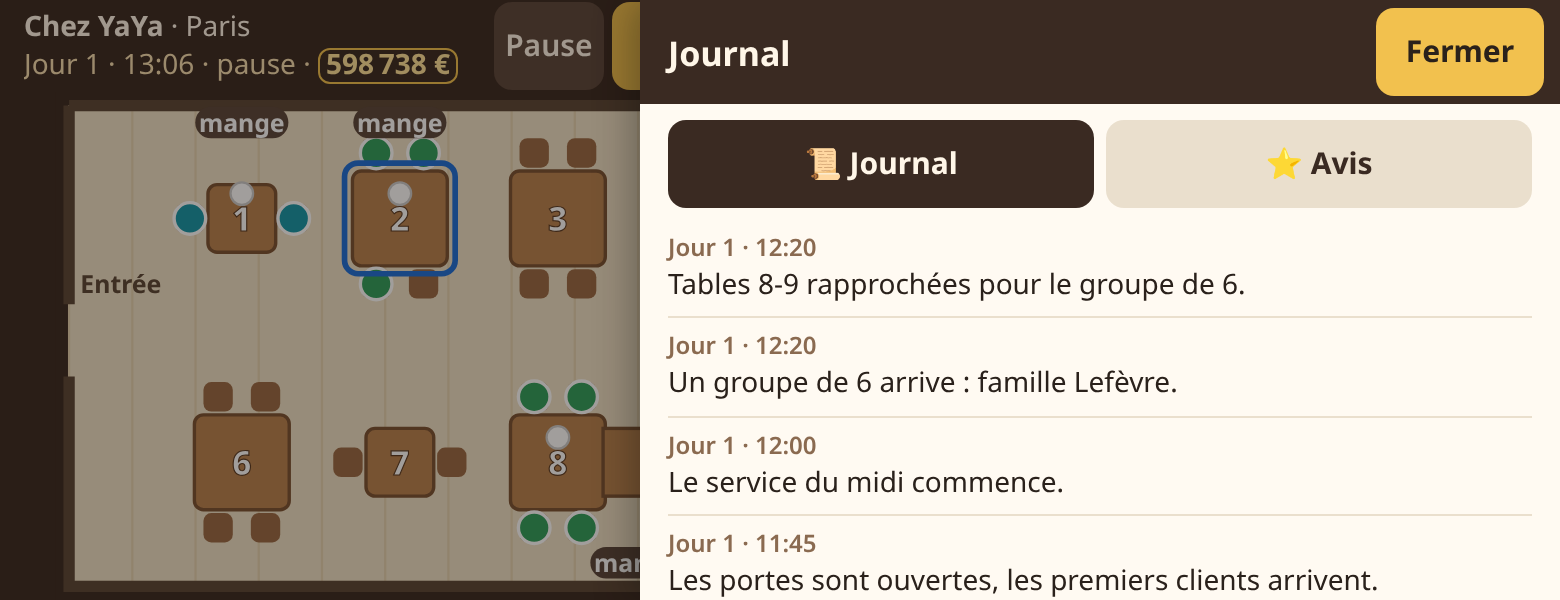 Chez YaYa · Paris
Jour 1 · 13:06 · pause · 598 738 €
Pause
mange
mange
1
2
3
Entrée
6
7
8
Journal
Fermer
📜 Journal
⭐ Avis
Jour 1 · 12:20
Tables 8-9 rapprochées pour le groupe de 6.
Jour 1 · 12:20
Un groupe de 6 arrive : famille Lefèvre.
Jour 1 · 12:00
Le service du midi commence.
Jour 1 · 11:45
Les portes sont ouvertes, les premiers clients arrivent.